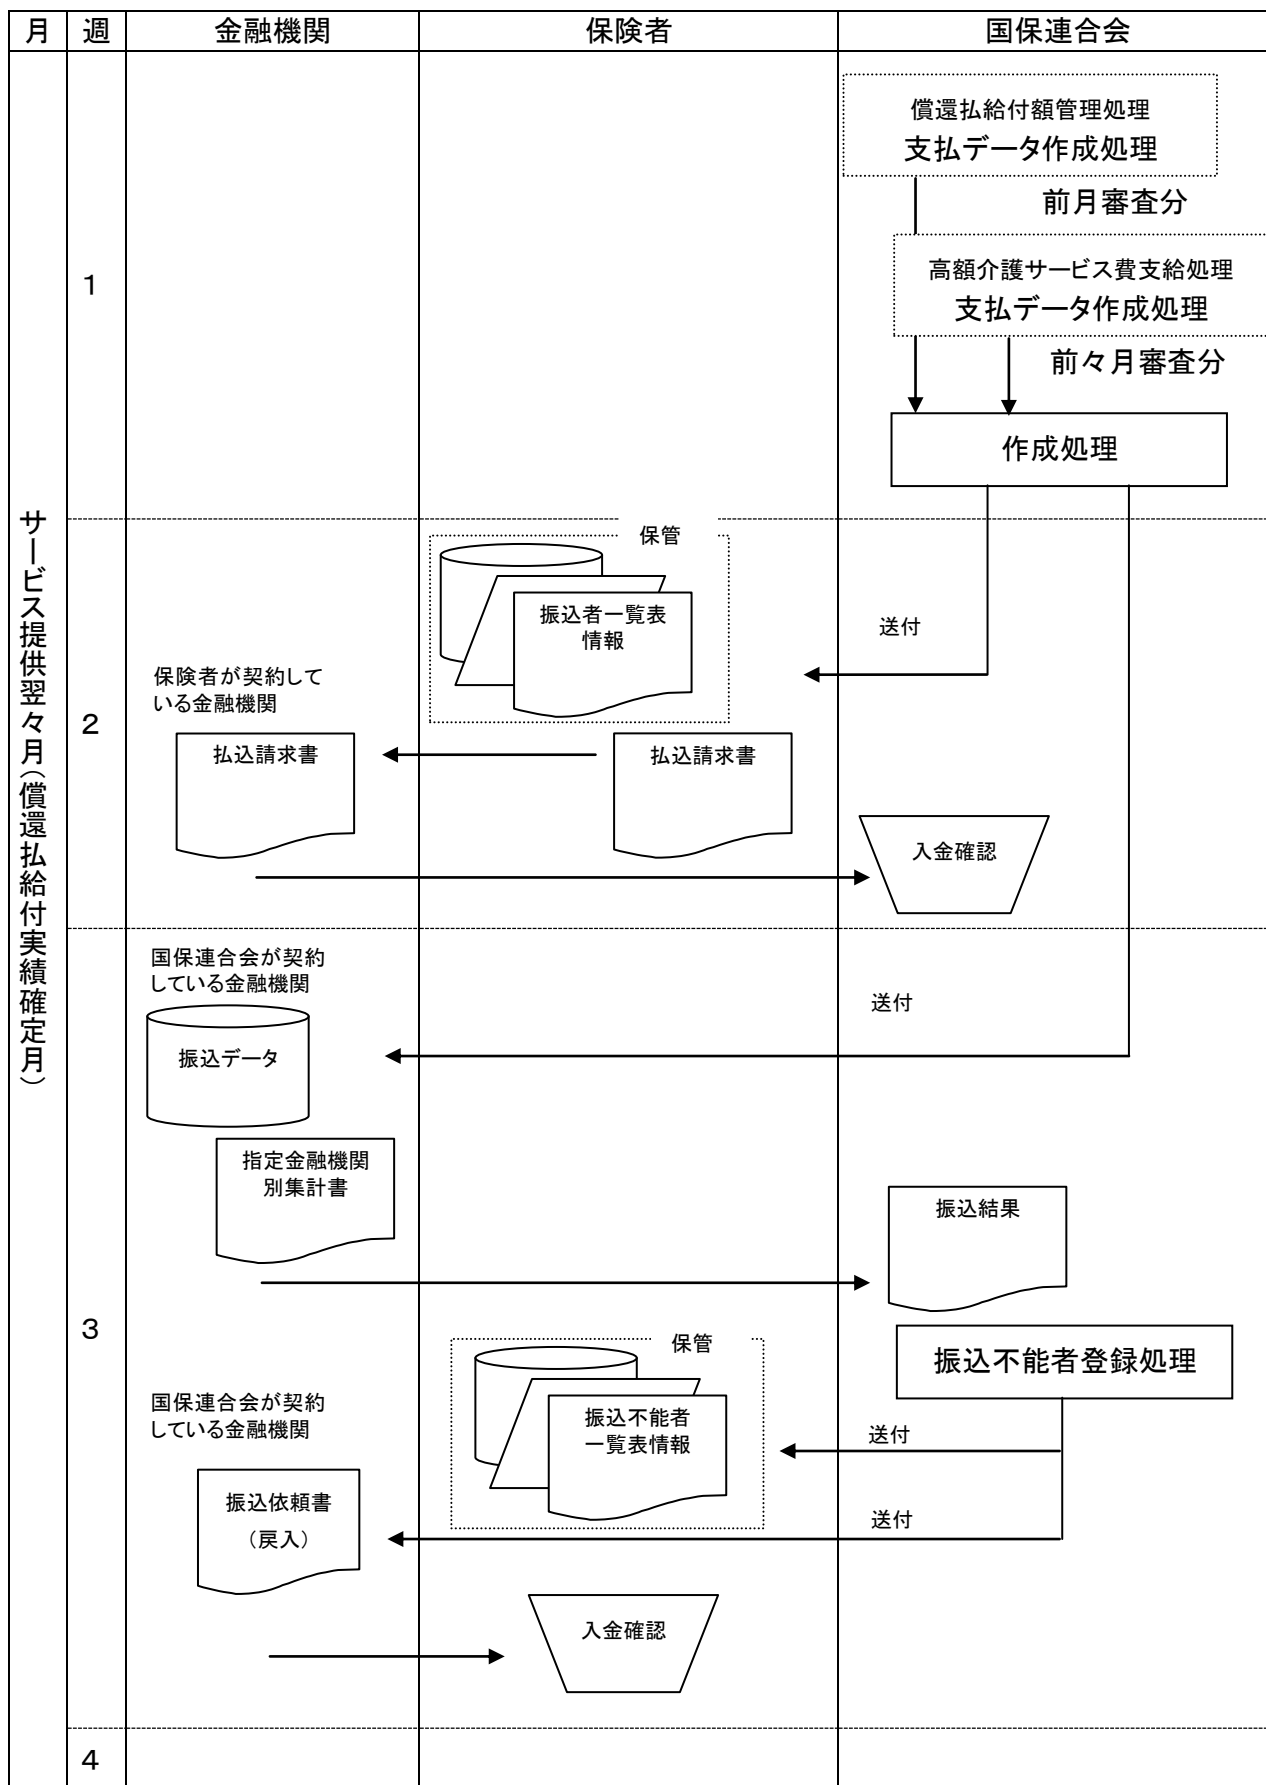 月
週
金融機関
保険者
国保連合会
サービス提供翌々月（償還払給付実績確定月）
1
償還払給付額管理処理
支払データ作成処理
前月審査分
高額介護サービス費支給処理
支払データ作成処理
前々月審査分
作成処理
2
保管
振込者一覧表
情報
送付
保険者が契約して
いる金融機関
払込請求書
払込請求書
入金確認
3
国保連合会が契約
している金融機関
送付
振込データ
指定金融機関
別集計書
振込結果
保管
振込不能者登録処理
国保連合会が契約
している金融機関
振込不能者
一覧表情報
送付
振込依頼書
（戻入）
送付
入金確認
4